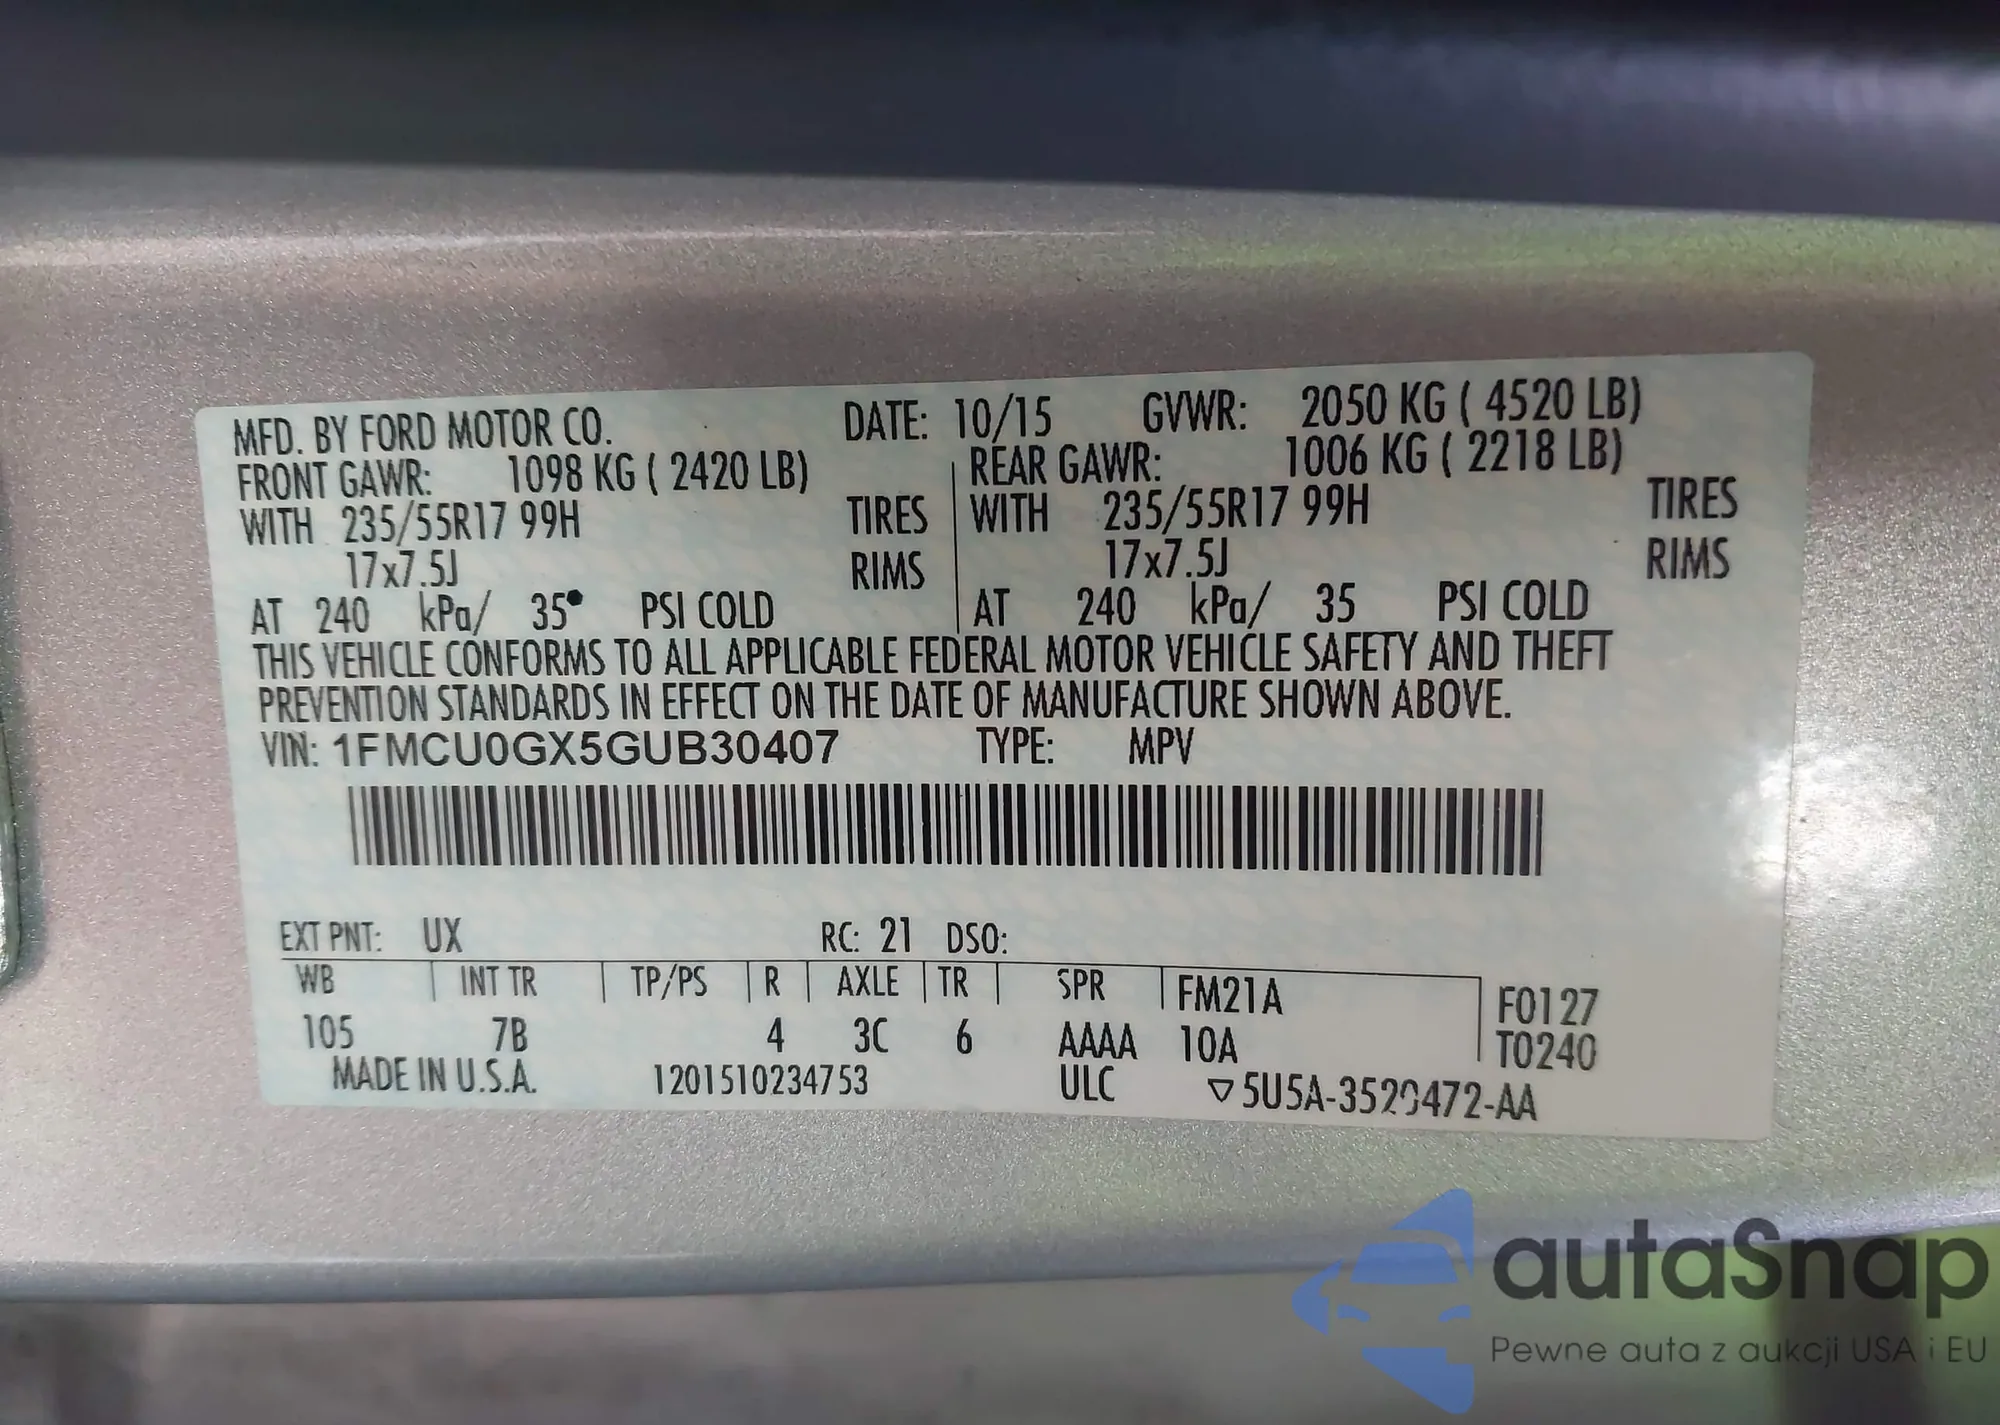 MFD. BY FORD MOTOR CO. DATE: 10/15 GVWR: 2050 KG ( 4520 LB)
FRONT GAWR: 1098 KG ( 2420 LB) REAR GAWR: 1006 KG ( 2218 LB)
WITH 235/55R17 99H TIRES WITH 235/55R17 99H TIRES
17x7.5J RIMS 17x7.5J RIMS
AT 240 kPa/ 35 PSI COLD AT 240 kPa/ 35 PSI COLD
THIS VEHICLE CONFORMS TO ALL APPLICABLE FEDERAL MOTOR VEHICLE SAFETY AND THEFT
PREVENTION STANDARDS IN EFFECT ON THE DATE OF MANUFACTURE SHOWN ABOVE.
VIN: 1FMCU0GX5GUB30407 TYPE: MPV
EXT PNT: UX RC: 21 DSO:
WB INT TR TP/PS R AXLE TR SPR FM21A F0127
105 7B 4 3C 6 AAAA 10A T0240
MADE IN U.S.A. 1201510234753 ULC ▽5U5A-3520472-AA
autaSnap
Pewne auta z aukcji USA i EU